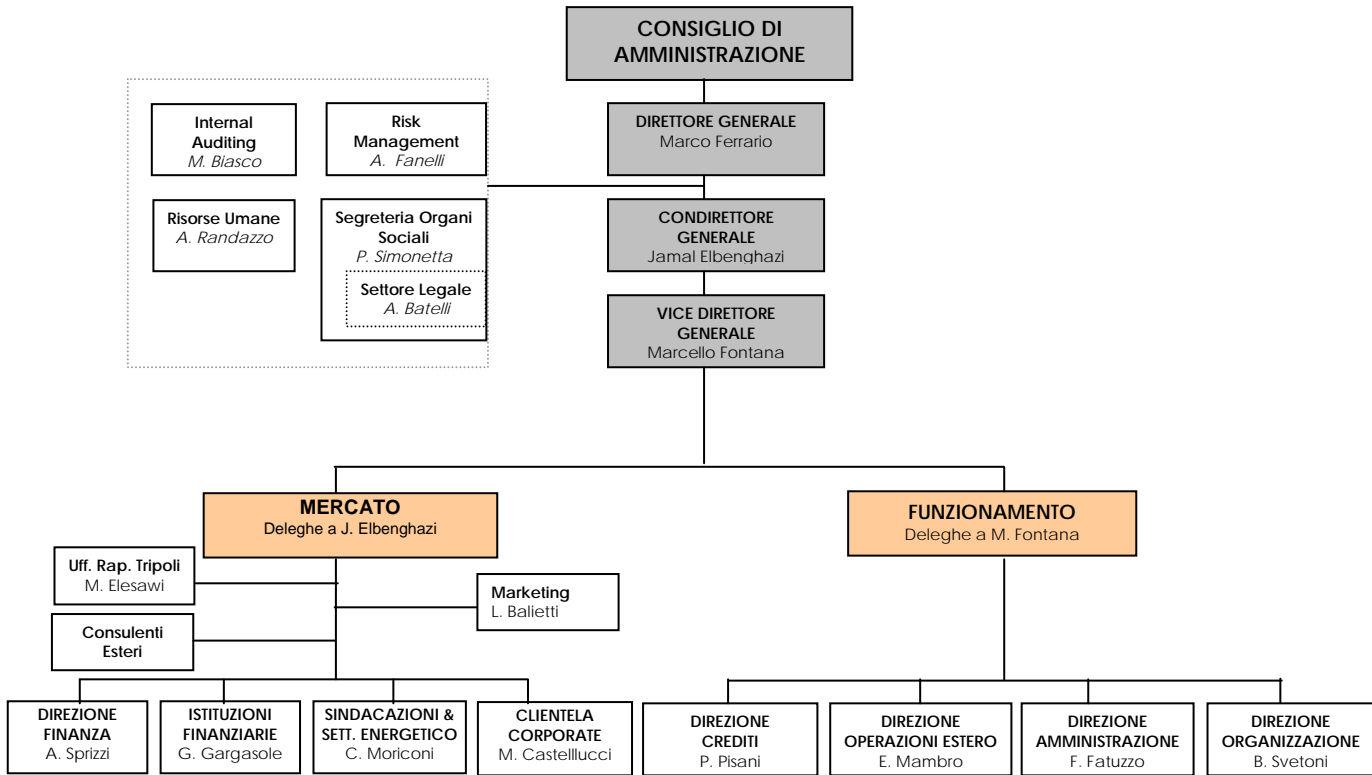 CONSIGLIO DI
AMMINISTRAZIONE
DIRETTORE GENERALE
Marco Ferrario
Internal
Auditing
M. Biasco
Risk
Management
A. Fanelli
Risorse Umane
A. Randazzo
Segreteria Organi
Sociali
P. Simonetta
Settore Legale
A. Batelli
CONDIRETTORE
GENERALE
Jamal Elbenghazi
VICE DIRETTORE
GENERALE
Marcello Fontana
MERCATO
Deleghe a J. Elbenghazi
FUNZIONAMENTO
Deleghe a M. Fontana
Uff. Rap. Tripoli
M. Elesawi
Marketing
L. Balietti
Consulenti
Esteri
DIREZIONE
FINANZA
A. Sprizzi
ISTITUZIONI
FINANZIARIE
G. Gargasole
SINDACAZIONI &
SETT. ENERGETICO
C. Moriconi
CLIENTELA
CORPORATE
M. Castelllucci
DIREZIONE
CREDITI
P. Pisani
DIREZIONE
OPERAZIONI ESTERO
E. Mambro
DIREZIONE
AMMINISTRAZIONE
F. Fatuzzo
DIREZIONE
ORGANIZZAZIONE
B. Svetoni